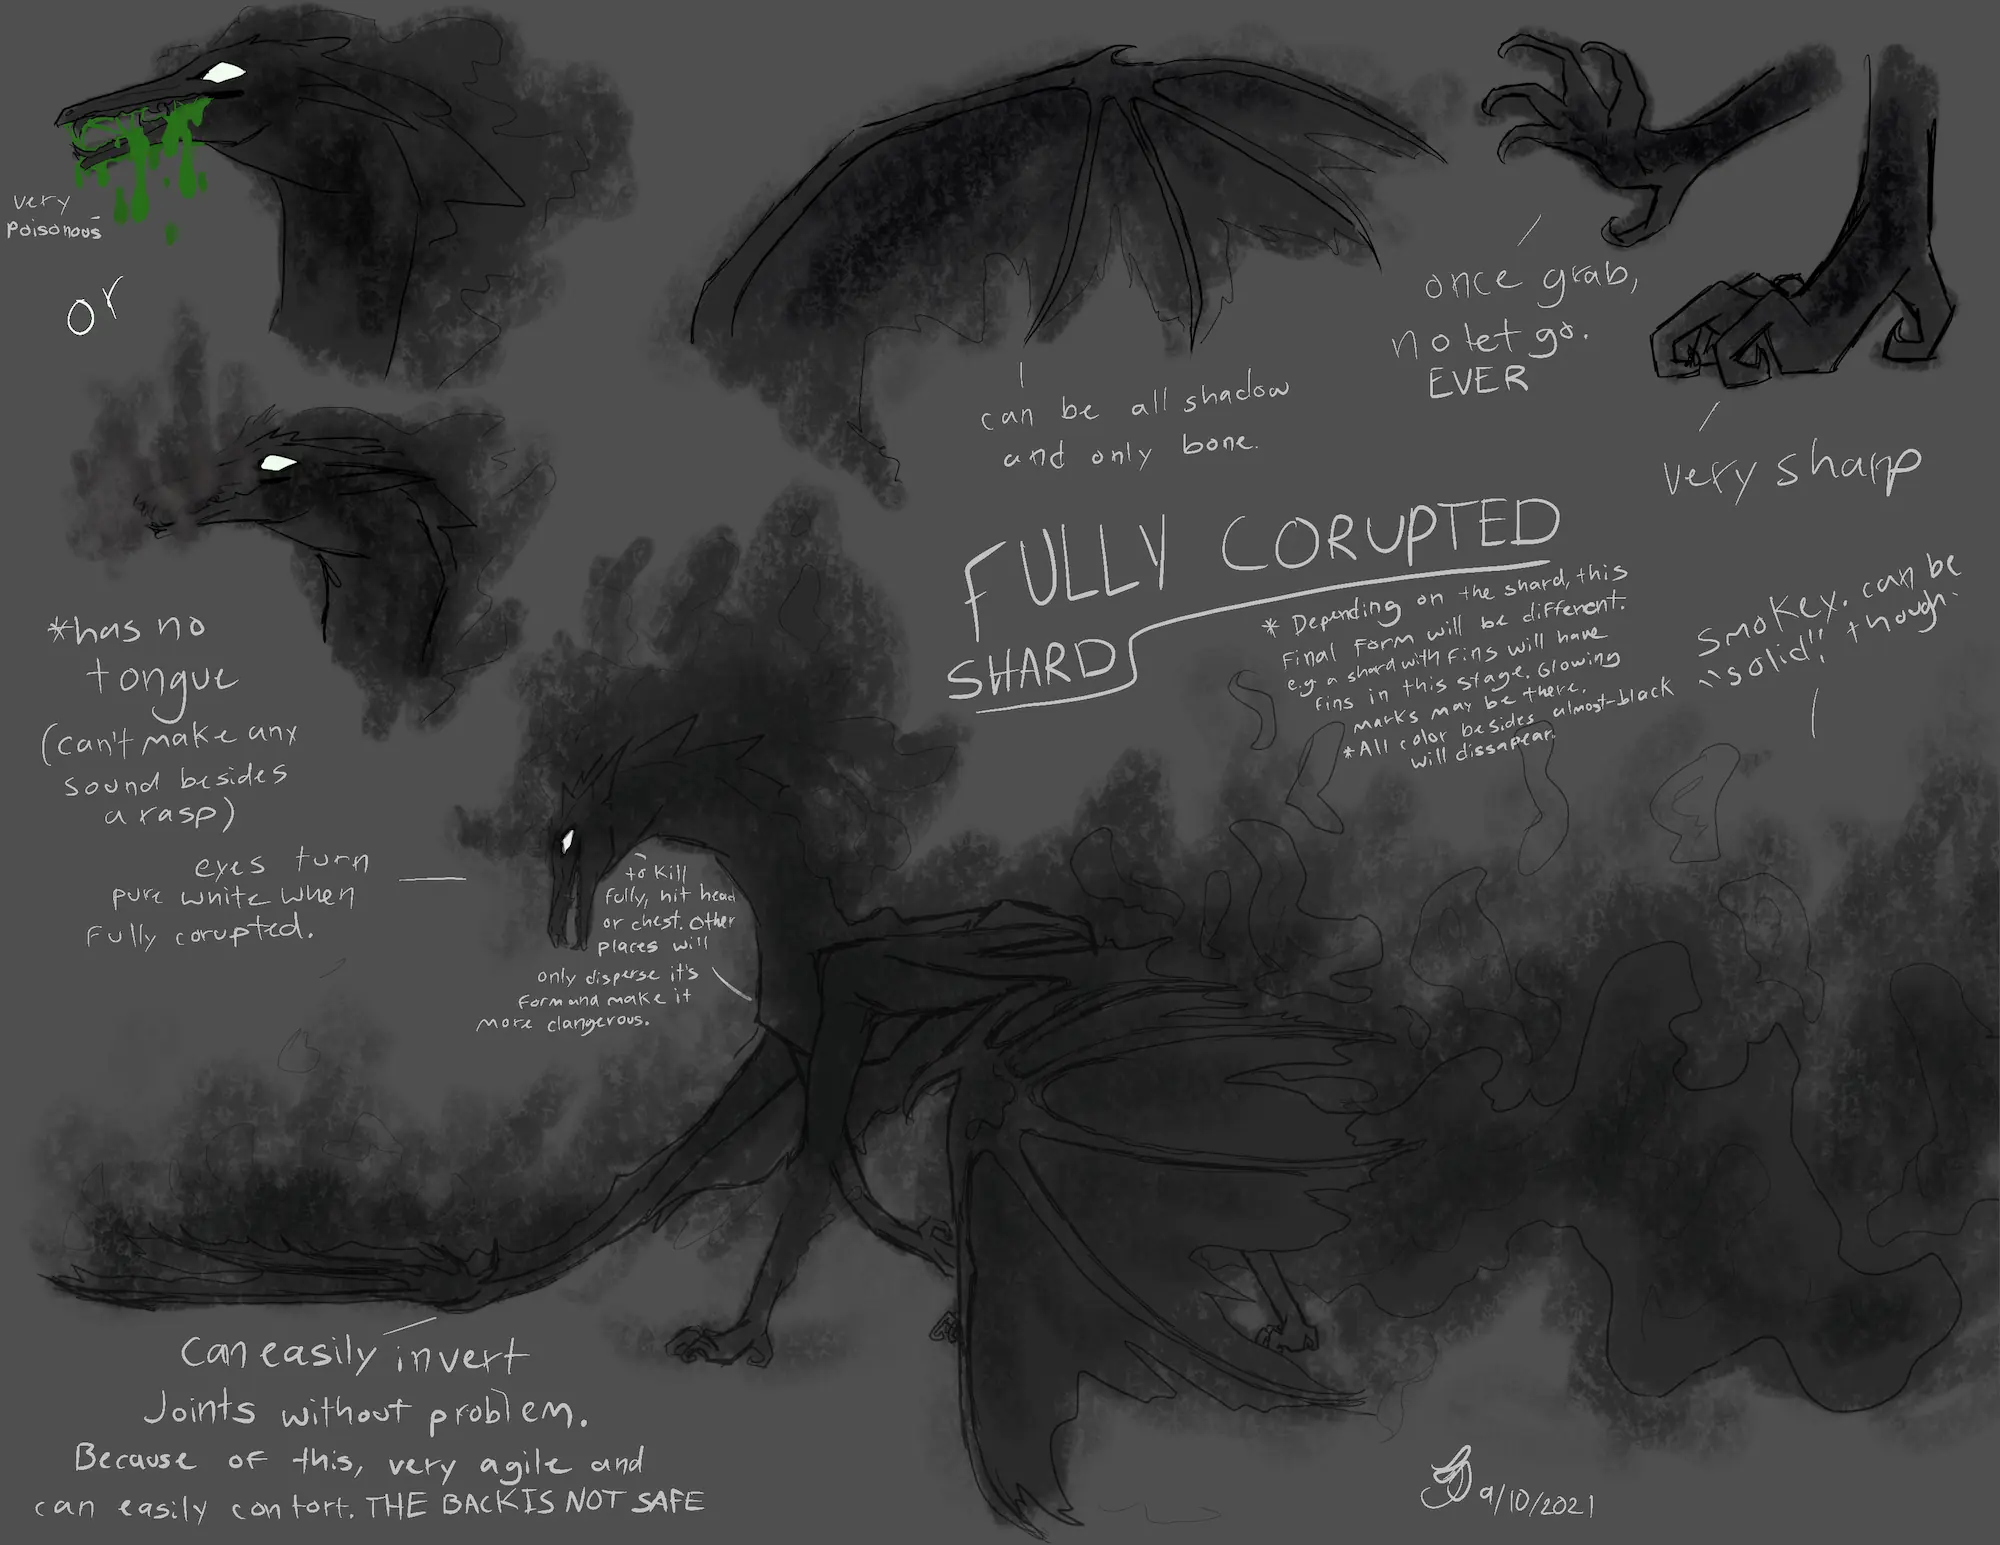 very
poisonous
or
*has no
tongue
(can't make any
sound besides
a rasp)
eyes turn
pure white when
fully corupted.
can be all shadow
and only bone.
once grab,
no let go.
EVER
very sharp
FULLY CORUPTED
SHARD
* Depending on the shard, this
final form will be different.
e.g a shard with fins will have
fins in this stage. Glowing
marks may be there.
*All color besides almost-black
will dissapear.
smokey. can be
"solid", though.
to kill
fully, hit head
or chest. Other
places will
only disperse it's
form and make it
more dangerous.
can easily invert
Joints without problem.
Because of this, very agile and
can easily contort. THE BACK IS NOT SAFE
9/10/2021